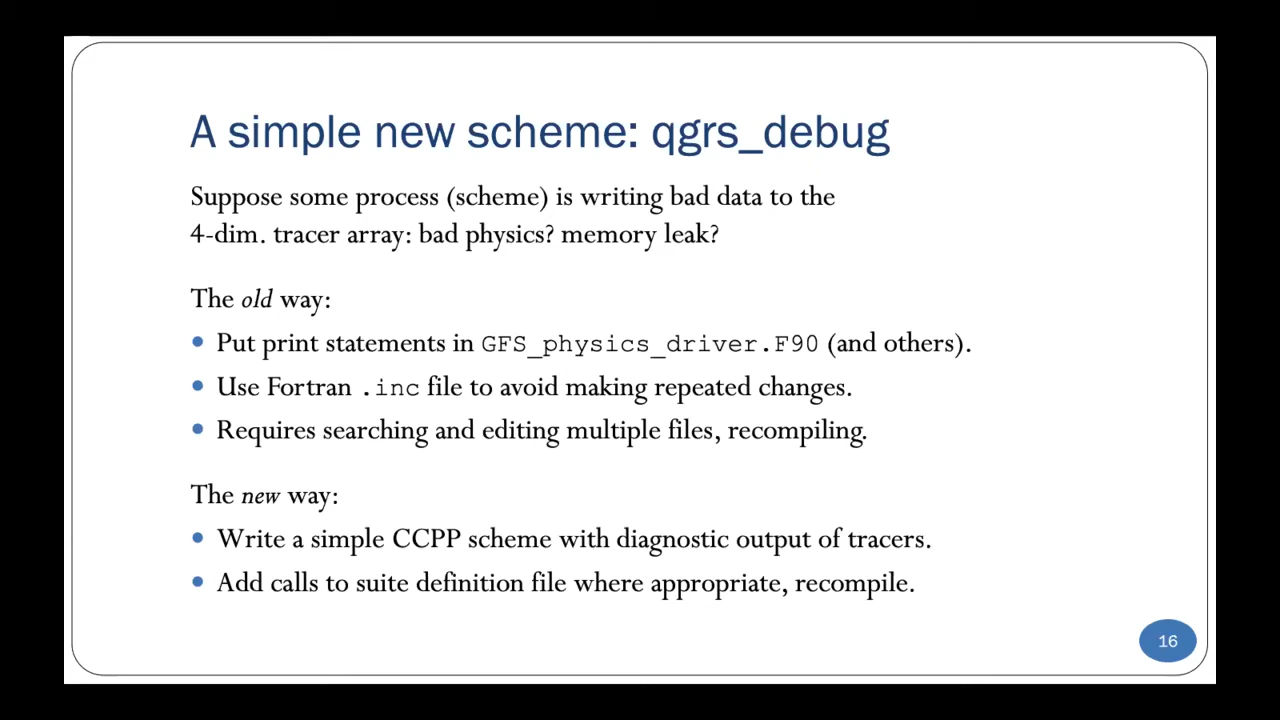 A simple new scheme: qgrs_debug
Suppose some process (scheme) is writing bad data to the
4-dim. tracer array: bad physics? memory leak?
The old way:
• Put print statements in GFS_physics_driver.F90 (and others).
• Use Fortran .inc file to avoid making repeated changes.
• Requires searching and editing multiple files, recompiling.
The new way:
• Write a simple CCPP scheme with diagnostic output of tracers.
• Add calls to suite definition file where appropriate, recompile.
16